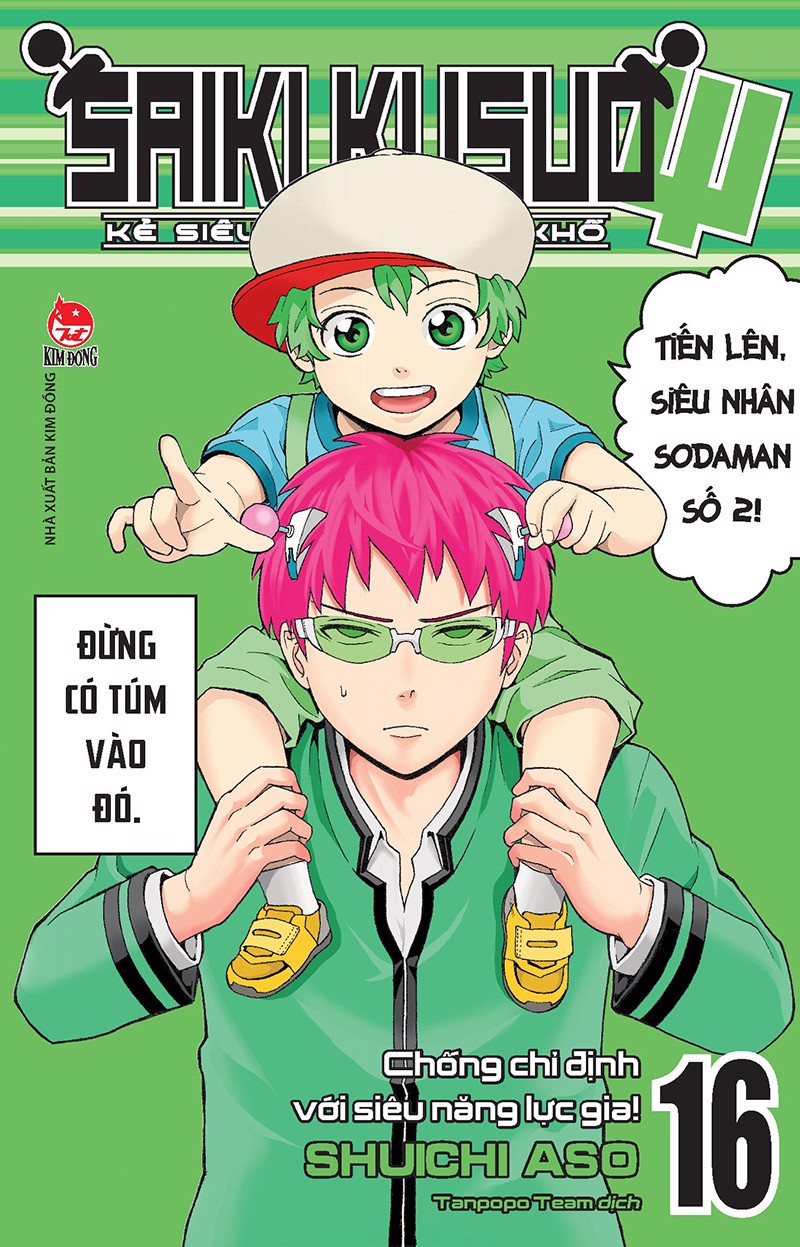 SAIKI KUSUO
KẺ SIÊU KHỔ
KIM ĐỒNG
NHÀ XUẤT BẢN KIM ĐỒNG
TIẾN LÊN,
SIÊU NHÂN
SODAMAN
SỐ 2!
ĐỪNG
CÓ TÚM
VÀO
ĐÓ.
Chống chỉ định
với siêu năng lực gia!
SHUICHI ASO
Tanpopo Team dịch
16